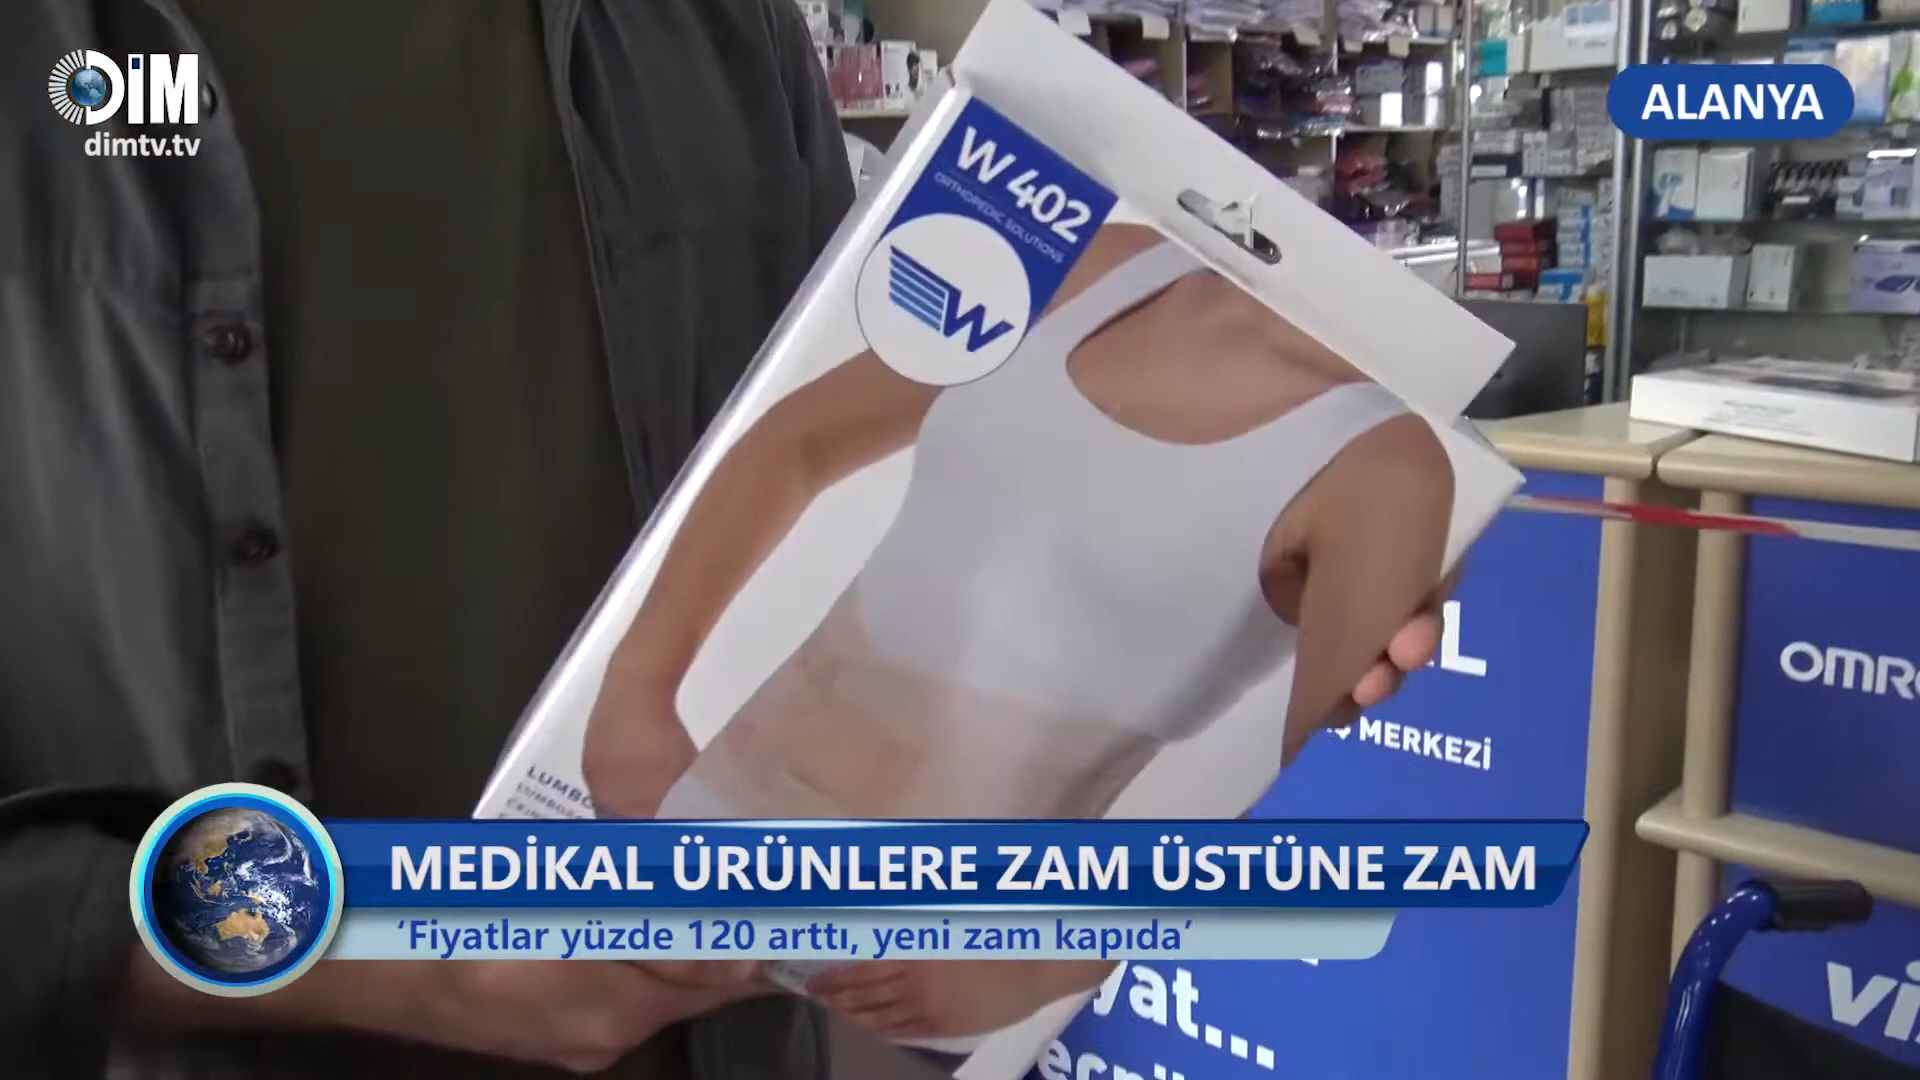 DiM
dimtv.tv
ALANYA
W 402
ORTHOPEDIC SOLUTIONS
W
MERKEZİ
MEDİKAL ÜRÜNLERE ZAM ÜSTÜNE ZAM
‘Fiyatlar yüzde 120 arttı, yeni zam kapıda’